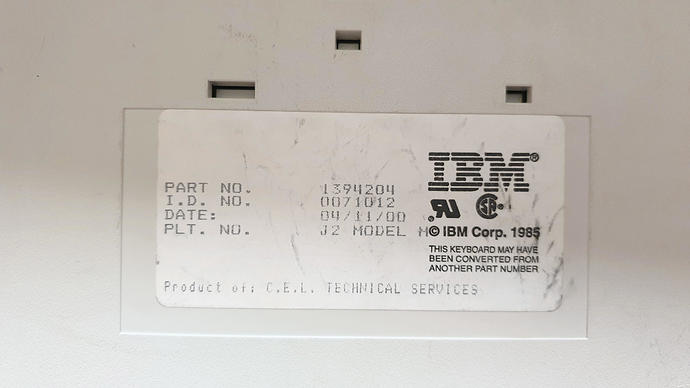 IBM®
PART NO. 1394204
I.D. NO. 0071012
DATE: 04/11/00
PLT. NO. J2 MODEL M
© IBM Corp. 1985
THIS KEYBOARD MAY HAVE
BEEN CONVERTED FROM
ANOTHER PART NUMBER
Product of: C.E.L. TECHNICAL SERVICES